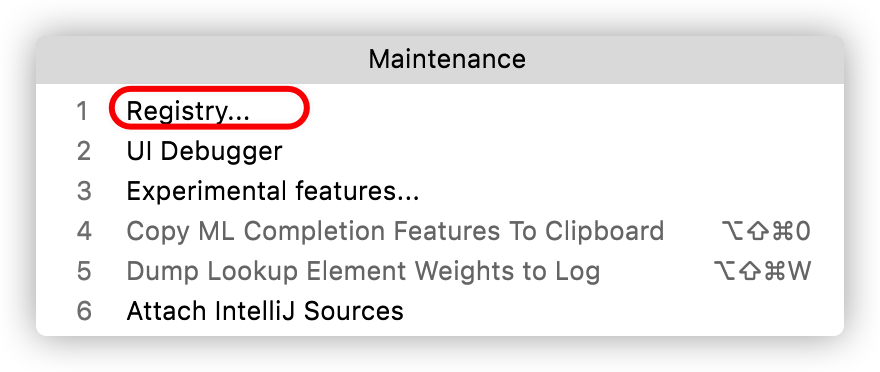 Maintenance
1 Registry...
2 UI Debugger
3 Experimental features...
4 Copy ML Completion Features To Clipboard ⌥⇧⌘0
5 Dump Lookup Element Weights to Log ⌥⇧⌘W
6 Attach IntelliJ Sources